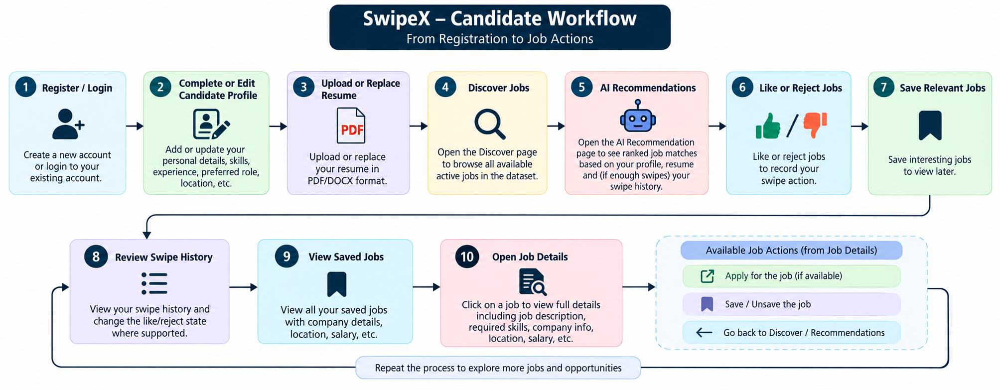 SwipeX – Candidate Workflow
From Registration to Job Actions
1
Register / Login
Create a new account
or login to your
existing account.
2
Complete or Edit
Candidate Profile
Add or update your
personal details, skills,
experience, preferred role,
location, etc.
3
Upload or Replace
Resume
PDF
Upload or replace
your resume in
PDF/DOCX format.
4
Discover Jobs
Open the Discover page
to browse all available
active jobs in the dataset.
5
AI Recommendations
Open the AI Recommendation
page to see ranked job matches
based on your profile, resume
and (if enough swipes) your
swipe history.
6
Like or Reject Jobs
Like or reject jobs
to record your
swipe action.
7
Save Relevant Jobs
Save interesting jobs
to view later.
8
Review Swipe History
View your swipe history and
change the like/reject state
where supported.
9
View Saved Jobs
View all your saved jobs
with company details,
location, salary, etc.
10
Open Job Details
Click on a job to view full details
including job description,
required skills, company info,
location, salary, etc.
Available Job Actions (from Job Details)
Apply for the job (if available)
Save / Unsave the job
Go back to Discover / Recommendations
Repeat the process to explore more jobs and opportunities